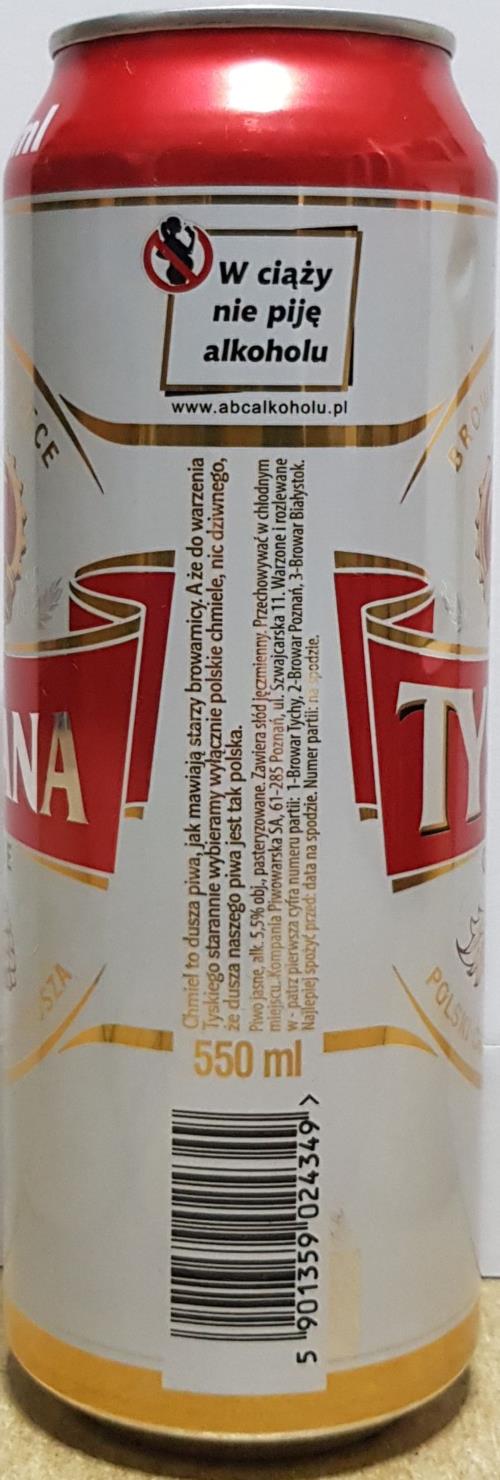 ml
W ciąży
nie piję
alkoholu
www.abcalkoholu.pl
Chmiel to dusza piwa, jak mawiają starzy browarnicy. A że do warzenia
Tyskiego starannie wybieramy wyłącznie polskie chmiele, nic dziwnego,
że dusza naszego piwa jest tak polska.
Piwo jasne, alk. 5,5% obj., pasteryzowane. Zawiera słód jęczmienny. Przechowywać w chłodnym
miejscu. Kompania Piwowarska SA, 61-285 Poznań, ul. Szwajcarska 11. Warzone i rozlewane
w - patrz pierwsza cyfra numeru partii: 1-Browar Tychy, 2-Browar Poznań, 3-Browar Białystok.
Najlepiej spożyć przed: data na spodzie. Numer partii: na spodzie.
ANA
TY
POLSKI
550 ml
5 901359 024349 >